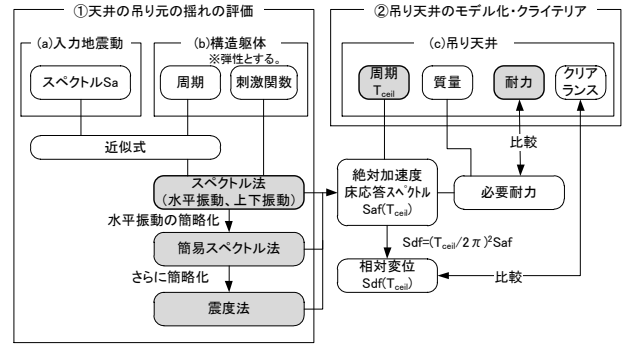 ①天井の吊り元の揺れの評価
②吊り天井のモデル化・クライテリア
(a)入力地震動
(b)構造躯体
※弾性とする。
(c)吊り天井
スペクトルSa
周期
刺激関数
周期
Tceil
質量
耐力
クリア
ランス
近似式
比較
スペクトル法
(水平振動、上下振動)
絶対加速度
床応答スペクトル
Saf(Tceil)
必要耐力
水平振動の簡略化
簡易スペクトル法
Sdf=(Tceil/2π)²Saf
さらに簡略化
相対変位
Sdf(Tceil)
比較
震度法